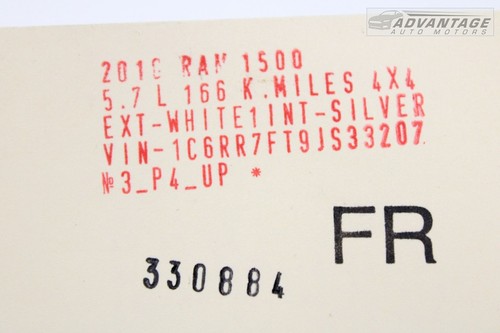 ADVANTAGE
AUTO MOTORS
2018 RAM 1500
5.7 L 166 K.MILES 4X4
EXT-WHITE1INT-SILVER
VIN-1C6RR7FT9JS33207
№3_P4_UP *
FR
330884